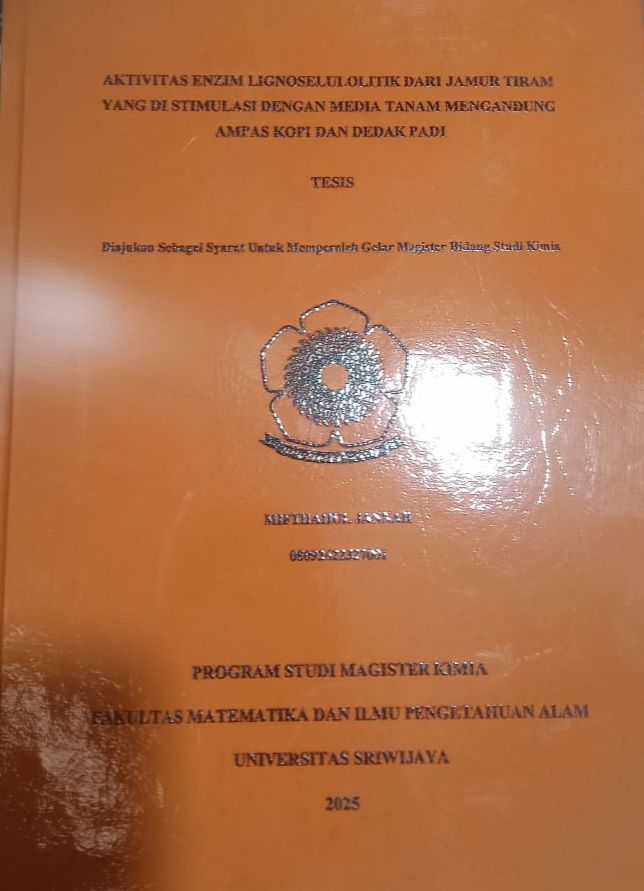 AKTIVITAS ENZIM LIGNOSELULOLITIK DARI JAMUR TIRAM
YANG DI STIMULASI DENGAN MEDIA TANAM MENGANDUNG
AMPAS KOPI DAN DEDAK PADI
TESIS
Diajukan Sebagai Syarat Untuk Memperoleh Gelar Magister Bidang Studi Kimia
MIFTHAHUL JANNAH
PROGRAM STUDI MAGISTER KIMIA
FAKULTAS MATEMATIKA DAN ILMU PENGETAHUAN ALAM
UNIVERSITAS SRIWIJAYA
2025